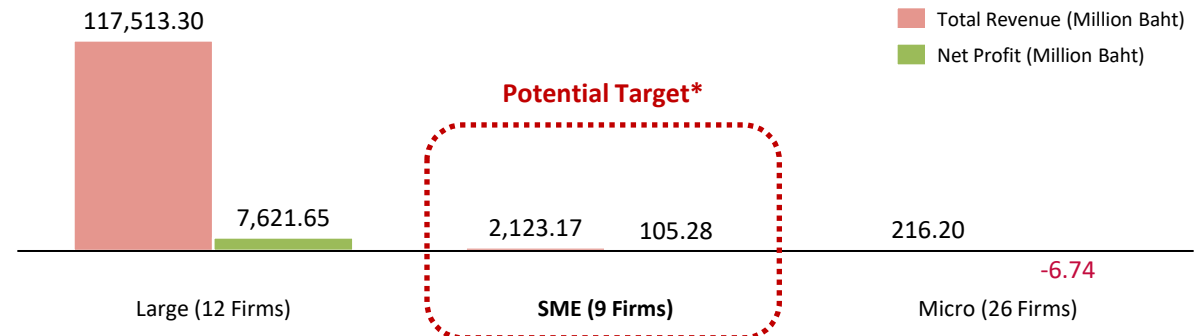 117,513.30
Total Revenue (Million Baht)
Net Profit (Million Baht)
Potential Target*
7,621.65
2,123.17
105.28
216.20
-6.74
Large (12 Firms)
SME (9 Firms)
Micro (26 Firms)